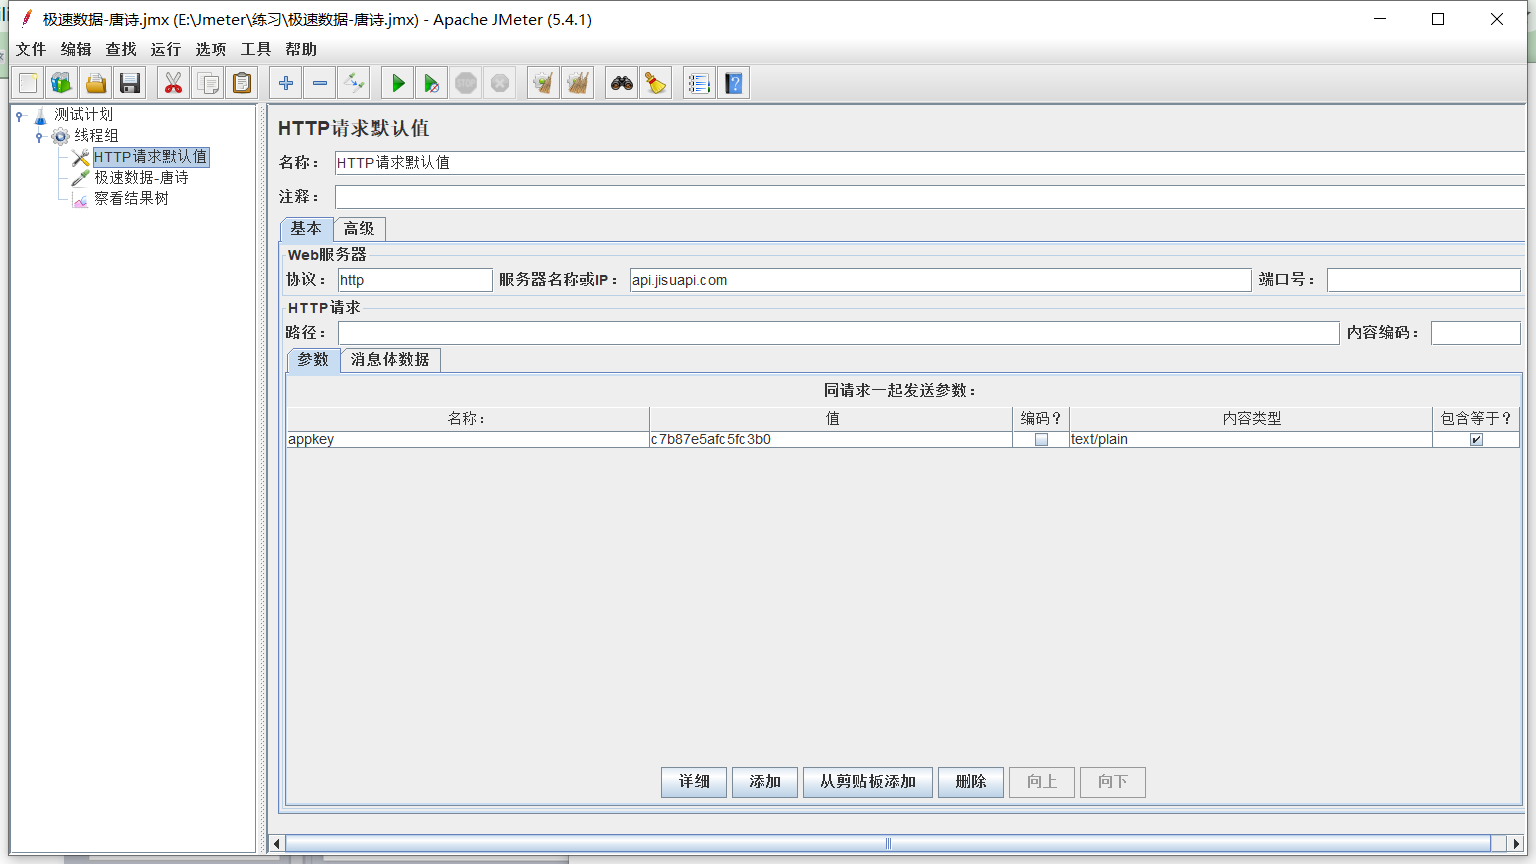 极速数据-唐诗.jmx (E:\Jmeter\练习\极速数据-唐诗.jmx) - Apache JMeter (5.4.1)
文件 编辑 查找 运行 选项 工具 帮助
测试计划
线程组
HTTP请求默认值
极速数据-唐诗
察看结果树
HTTP请求默认值
名称： HTTP请求默认值
注释：
基本 高级
Web服务器
协议： http 服务器名称或IP： api.jisuapi.com 端口号：
HTTP请求
路径： 内容编码：
参数 消息体数据
同请求一起发送参数：
名称： 值 编码? 内容类型 包含等于?
appkey c7b87e5afc5fc3b0 text/plain
详细 添加 从剪贴板添加 删除 向上 向下